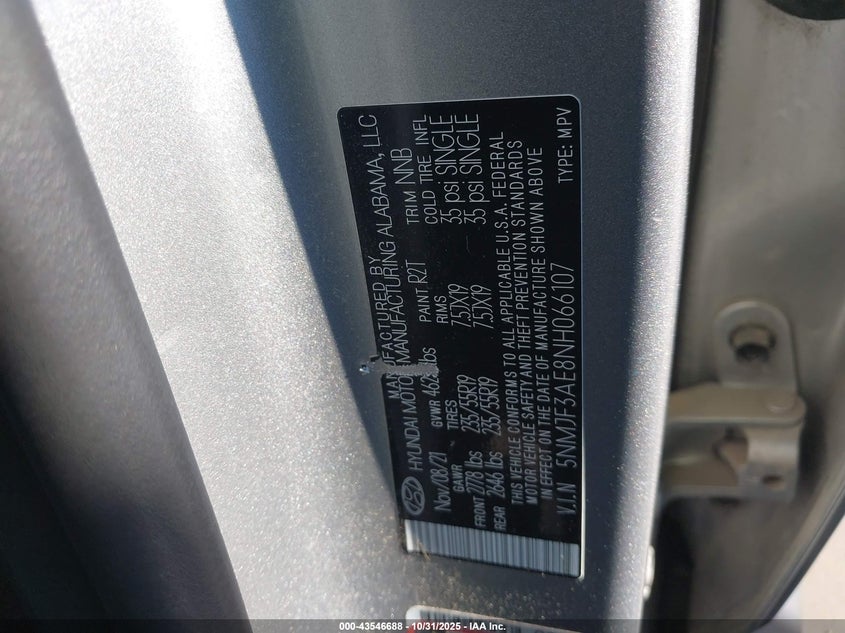 MANUFACTURED BY
HYUNDAI MOTOR MANUFACTURING ALABAMA, LLC
Nov/08/21 GVWR lbs PAINT R2T TRIM NNB
GAWR TIRES RIMS COLD TIRE INFL
FRONT 2778 lbs 235/55R19 7.5JX19 35 psi SINGLE
REAR 2646 lbs 235/55R19 7.5JX19 35 psi SINGLE
THIS VEHICLE CONFORMS TO ALL APPLICABLE U.S.A. FEDERAL
MOTOR VEHICLE SAFETY AND THEFT PREVENTION STANDARDS
IN EFFECT ON THE DATE OF MANUFACTURE SHOWN ABOVE
V.I.N 5NMJF3AE8NH066107 TYPE: MPV
000-43546688 - 10/31/2025 - IAA Inc.